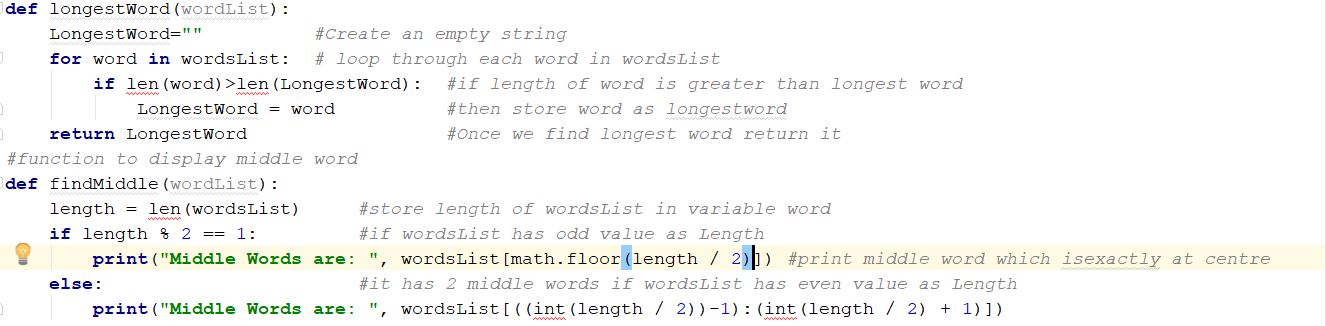 def longestWord(wordList):
    LongestWord=""          #Create an empty string
    for word in wordsList:  # loop through each word in wordsList
        if len(word)>len(LongestWord):  #if length of word is greater than longest word
            LongestWord = word          #then store word as longestword
    return LongestWord                  #Once we find longest word return it
#function to display middle word
def findMiddle(wordList):
    length = len(wordsList)     #store length of wordsList in variable word
    if length % 2 == 1:         #if wordsList has odd value as Length
        print("Middle Words are: ", wordsList[math.floor(length / 2)]) #print middle word which isexactly at centre
    else:                       #it has 2 middle words if wordsList has even value as Length
        print("Middle Words are: ", wordsList[((int(length / 2))-1):(int(length / 2) + 1)])